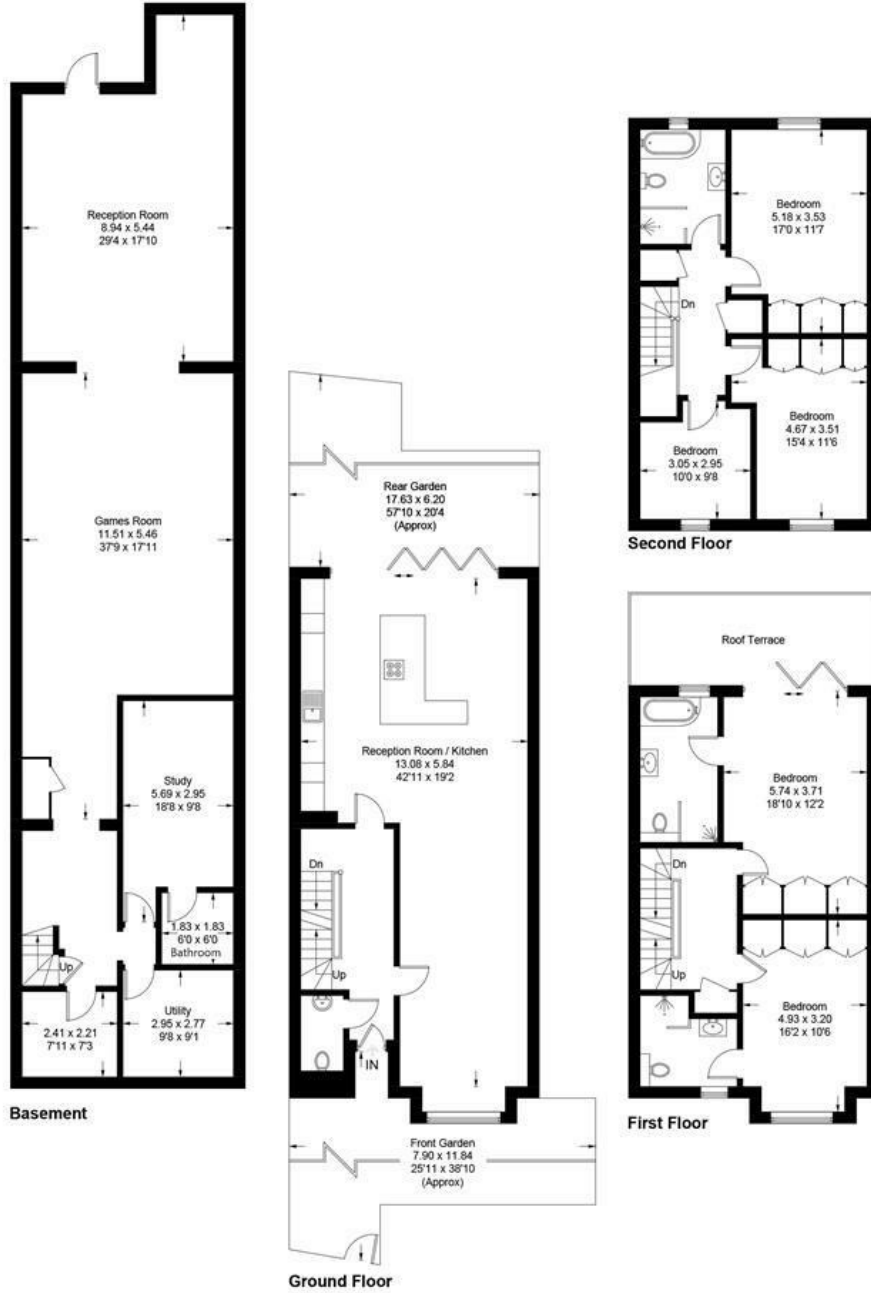 Reception Room
8.94 x 5.44
29'4 x 17'10
Games Room
11.51 x 5.46
37'9 x 17'11
Study
5.69 x 2.95
18'8 x 9'8
1.83 x 1.83
6'0 x 6'0
Bathroom
Up
2.41 x 2.21
7'11 x 7'3
Utility
2.95 x 2.77
9'8 x 9'1
Basement
Rear Garden
17.63 x 6.20
57'10 x 20'4
(Approx)
Reception Room / Kitchen
13.08 x 5.84
42'11 x 19'2
Dn
Up
IN
Front Garden
7.90 x 11.84
25'11 x 38'10
(Approx)
Ground Floor
Bedroom
5.18 x 3.53
17'0 x 11'7
Dn
Bedroom
4.67 x 3.51
15'4 x 11'6
Bedroom
3.05 x 2.95
10'0 x 9'8
Second Floor
Roof Terrace
Bedroom
5.74 x 3.71
18'10 x 12'2
Dn
Up
Bedroom
4.93 x 3.20
16'2 x 10'6
First Floor